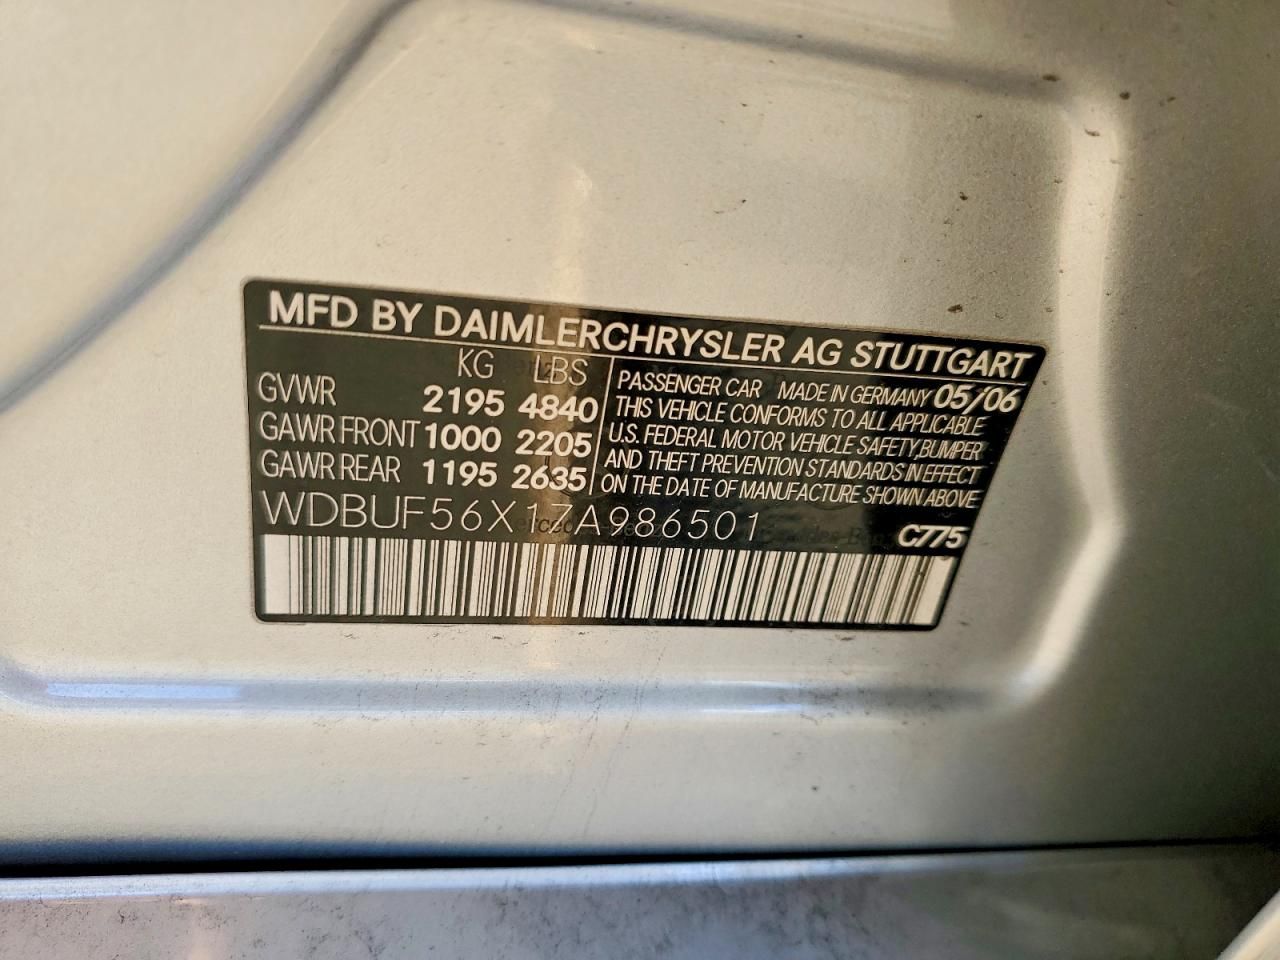 MFD BY DAIMLERCHRYSLER AG STUTTGART
KG LBS
GVWR 2195 4840
GAWR FRONT 1000 2205
GAWR REAR 1195 2635
PASSENGER CAR MADE IN GERMANY 05/06
THIS VEHICLE CONFORMS TO ALL APPLICABLE
U.S. FEDERAL MOTOR VEHICLE SAFETY,BUMPER
AND THEFT PREVENTION STANDARDS IN EFFECT
ON THE DATE OF MANUFACTURE SHOWN ABOVE
WDBUF56X17A986501
C775